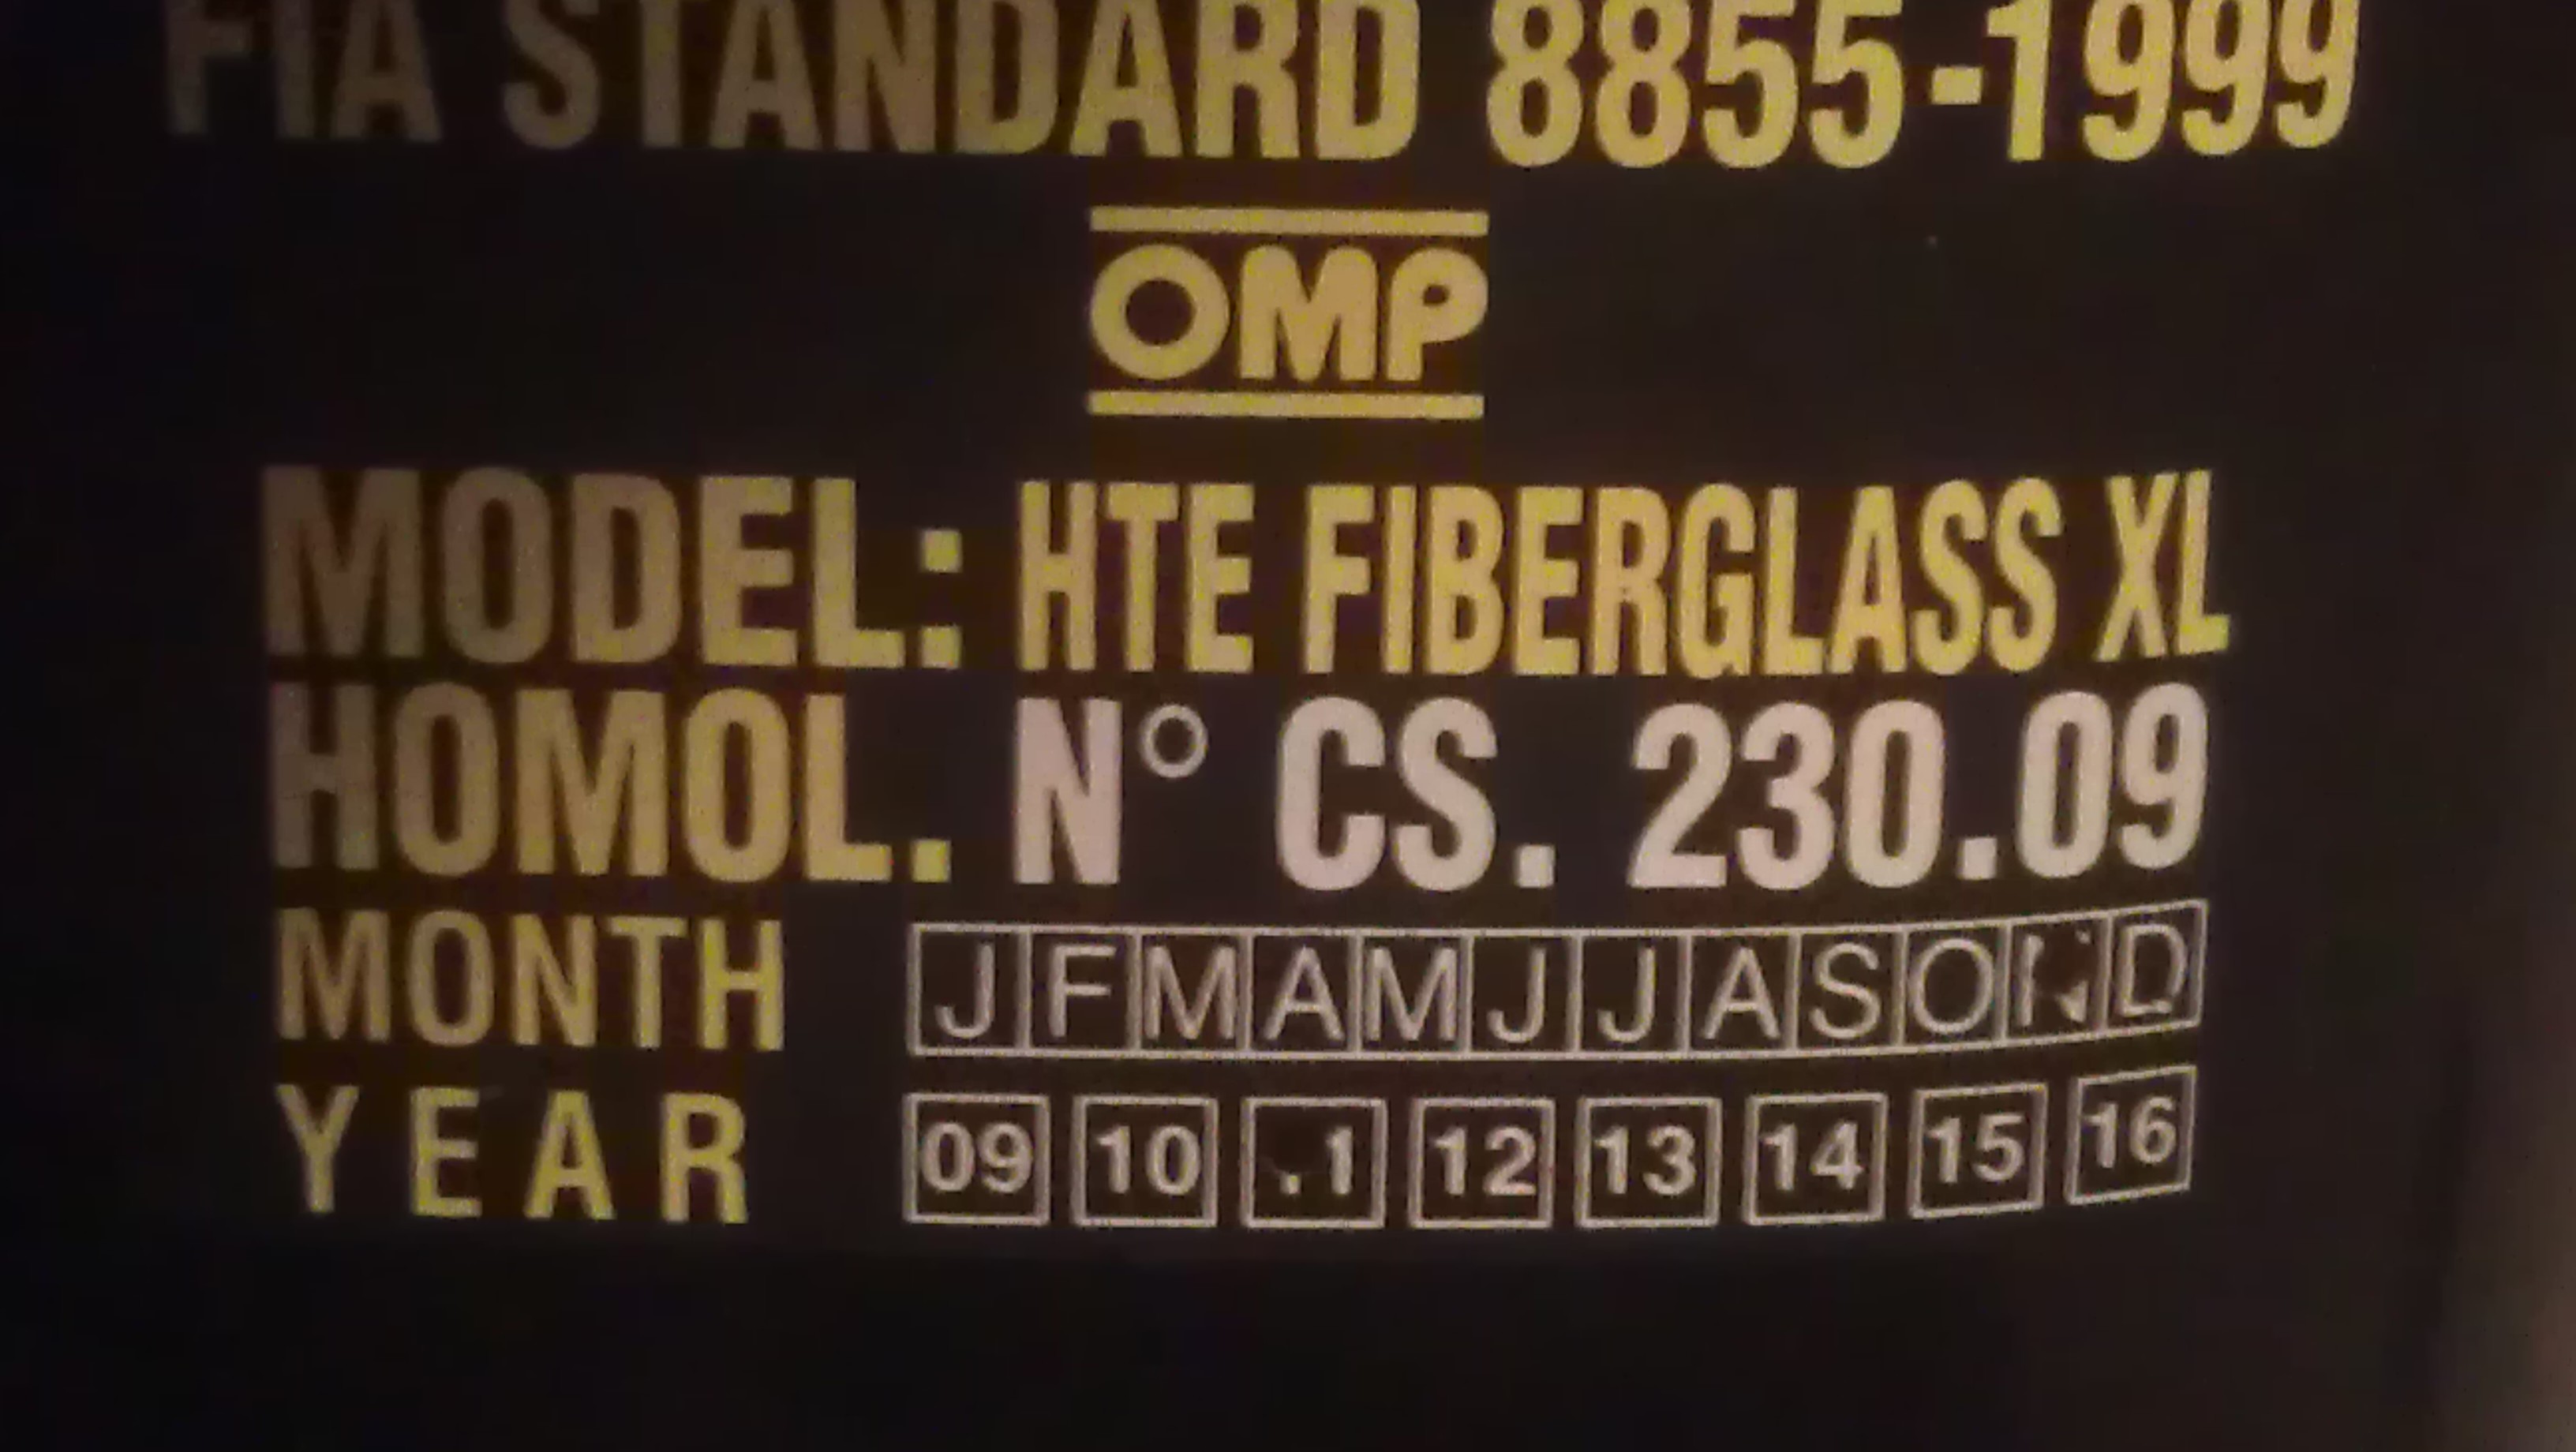 FIA STANDARD 8855-1999
OMP
MODEL: HTE FIBERGLASS XL
HOMOL. N° CS. 230.09
MONTH J F M A M J J A S O N D
YEAR 09 10 .1 12 13 14 15 16